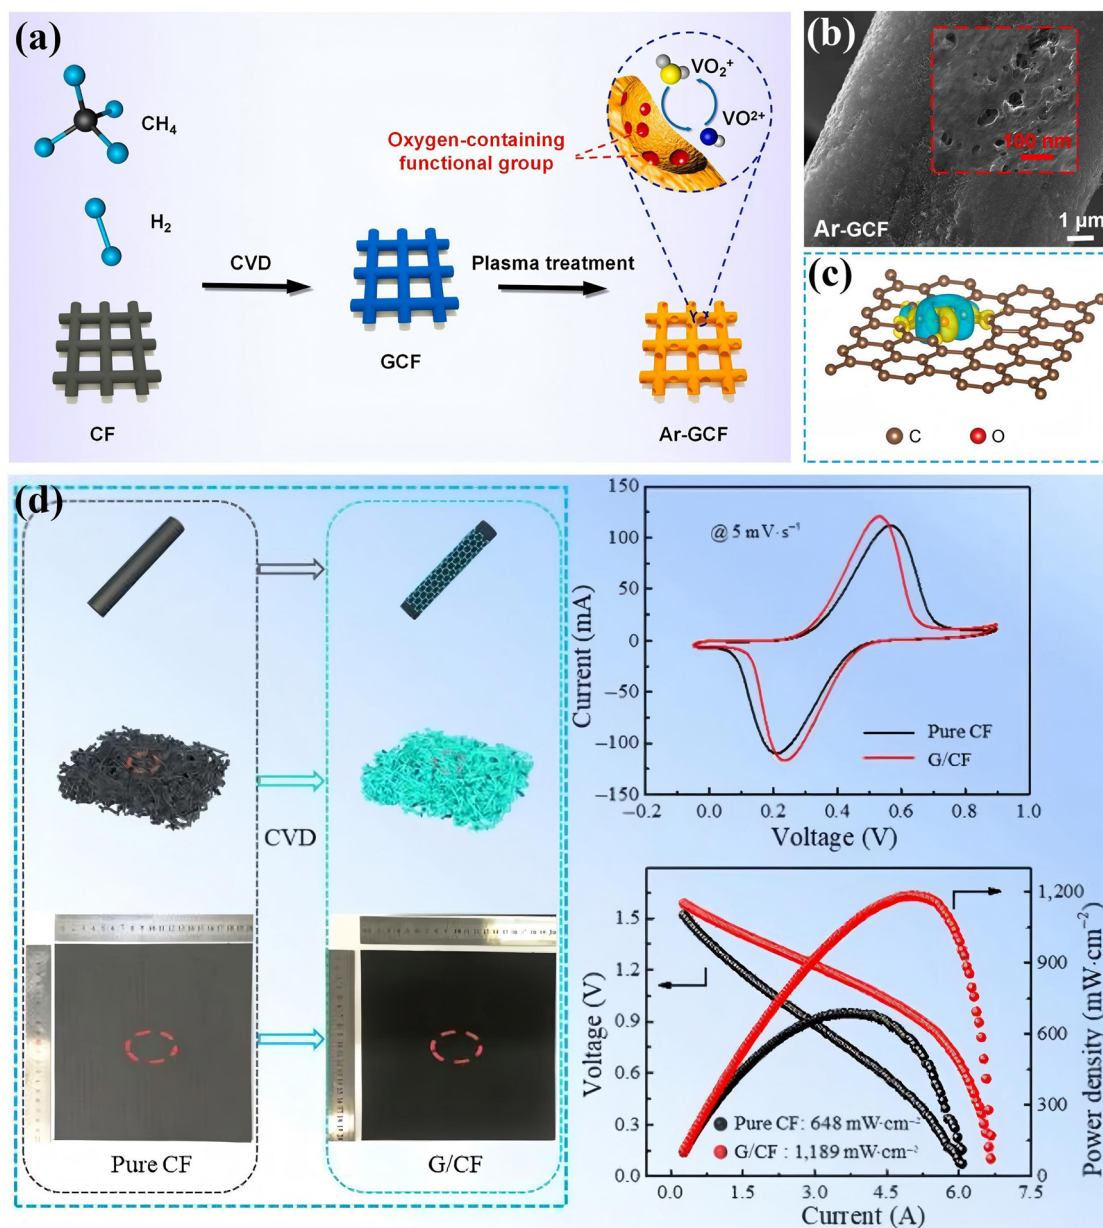 (a)
CH₄
H₂
CVD
CF
GCF
Plasma treatment
Oxygen-containing
functional group
VO₂⁺
VO²⁺
Ar-GCF
(b)
100 nm
Ar-GCF
1 μm
(c)
C
O
(d)
CVD
Pure CF
G/CF
Current (mA)
150
100
50
0
−50
−100
−150
@ 5 mV·s⁻¹
Pure CF
G/CF
−0.2
0.0
0.2
0.4
0.6
0.8
1.0
Voltage (V)
Voltage (V)
1.5
1.2
0.9
0.6
0.3
0.0
Pure CF: 648 mW·cm⁻²
G/CF : 1,189 mW·cm⁻²
1,200
900
600
300
0
Power density (mW·cm⁻²)
0.0
1.5
3.0
4.5
6.0
7.5
Current (A)